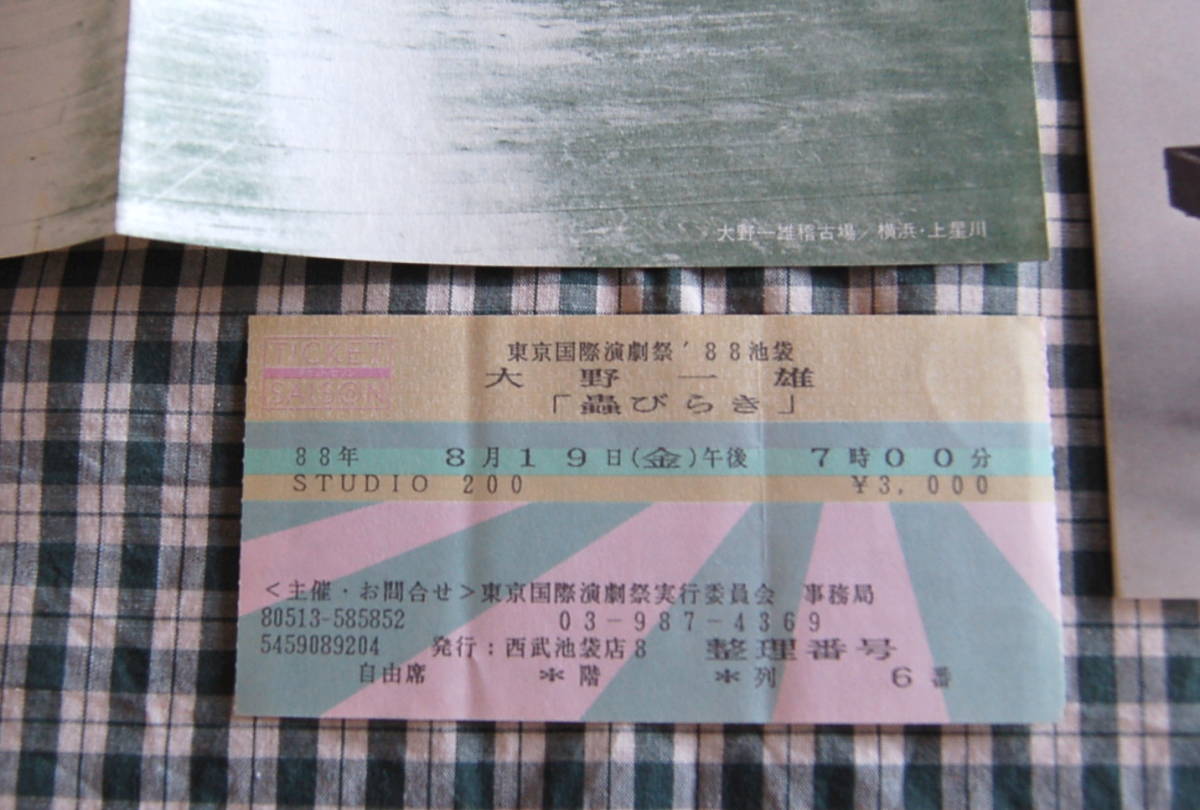 大野一雄稽古場/横浜・上星川
TICKET
SAISON
東京国際演劇祭’88池袋
大野一雄
「蟲びらき」
88年 8月19日(金)午後 7時00分
STUDIO 200 ¥3,000
<主催・お問合せ>東京国際演劇祭実行委員会 事務局
80513-585852 03-987-4369
5459089204 発行:西武池袋店8 整理番号
自由席 *階 *列 6番